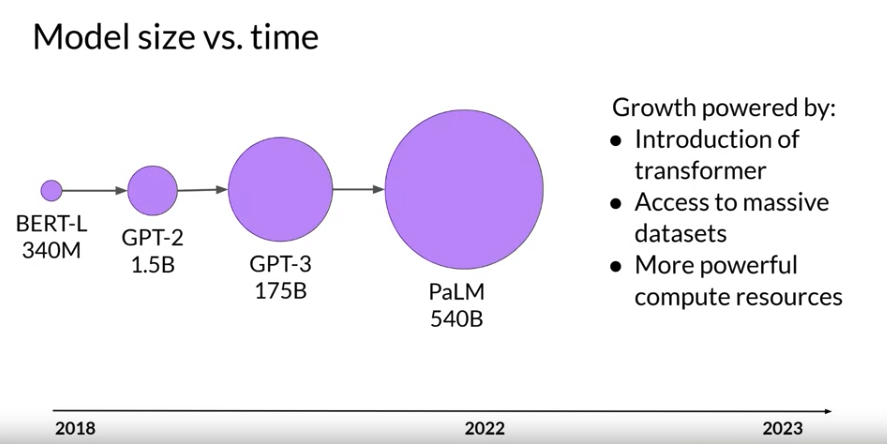 Model size vs. time
BERT-L
340M
GPT-2
1.5B
GPT-3
175B
PaLM
540B
Growth powered by:
● Introduction of
transformer
● Access to massive
datasets
● More powerful
compute resources
2018
2022
2023